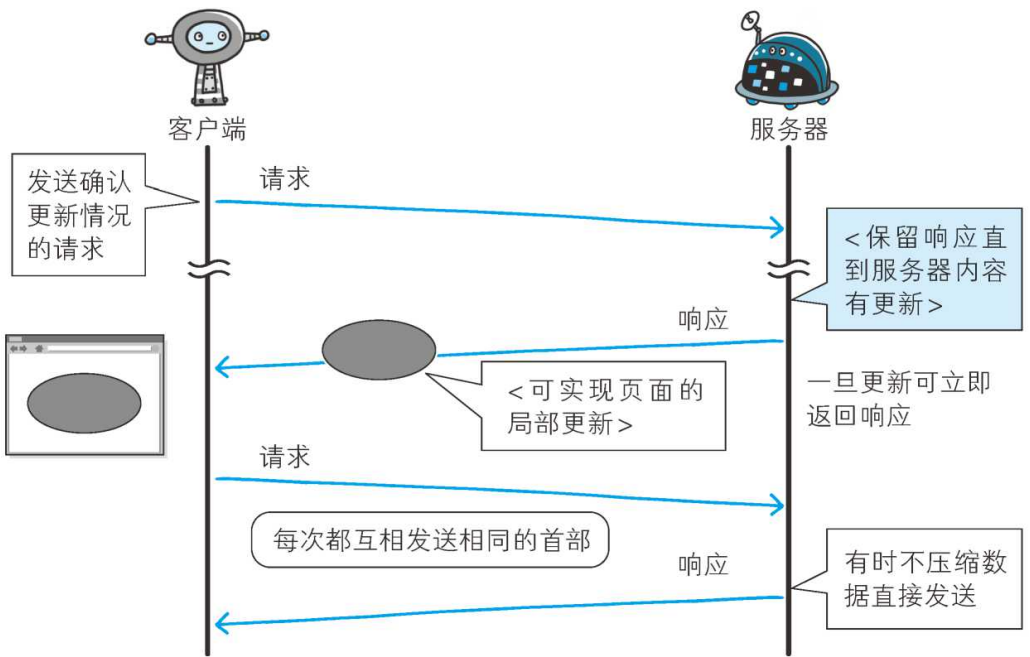 客户端
服务器
发送确认
更新情况
的请求
请求
<保留响应直
到服务器内容
有更新>
响应
<可实现页面的
局部更新>
一旦更新可立即
返回响应
请求
每次都互相发送相同的首部
响应
有时不压缩数
据直接发送